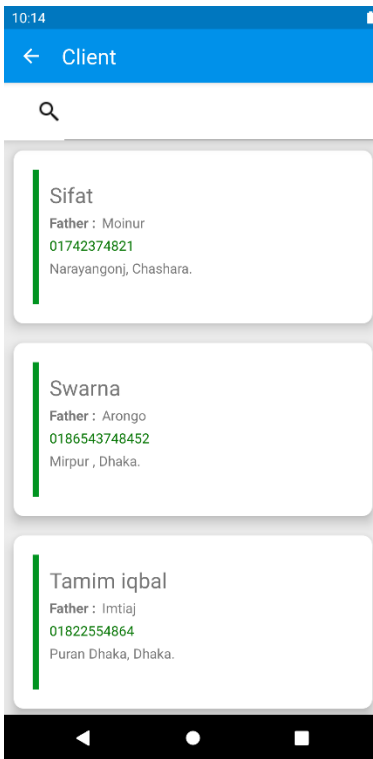 10:14
Client
Sifat
Father : Moinur
01742374821
Narayangonj, Chashara.
Swarna
Father : Arongo
0186543748452
Mirpur , Dhaka.
Tamim iqbal
Father : Imtiaj
01822554864
Puran Dhaka, Dhaka.